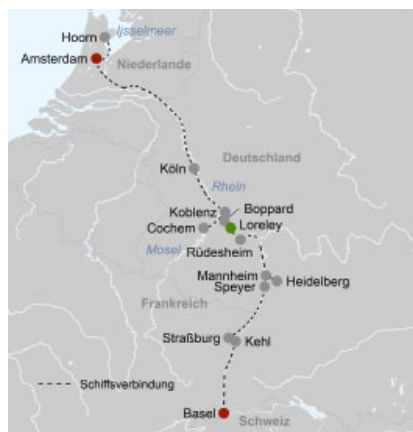 Hoorn
Ijsselmeer
Amsterdam
Niederlande
Köln
Deutschland
Rhein
Koblenz
Boppard
Cochem
Loreley
Mosel
Rüdesheim
Mannheim
Heidelberg
Speyer
Frankreich
Straßburg
Kehl
Schiffsverbindung
Basel
Schweiz